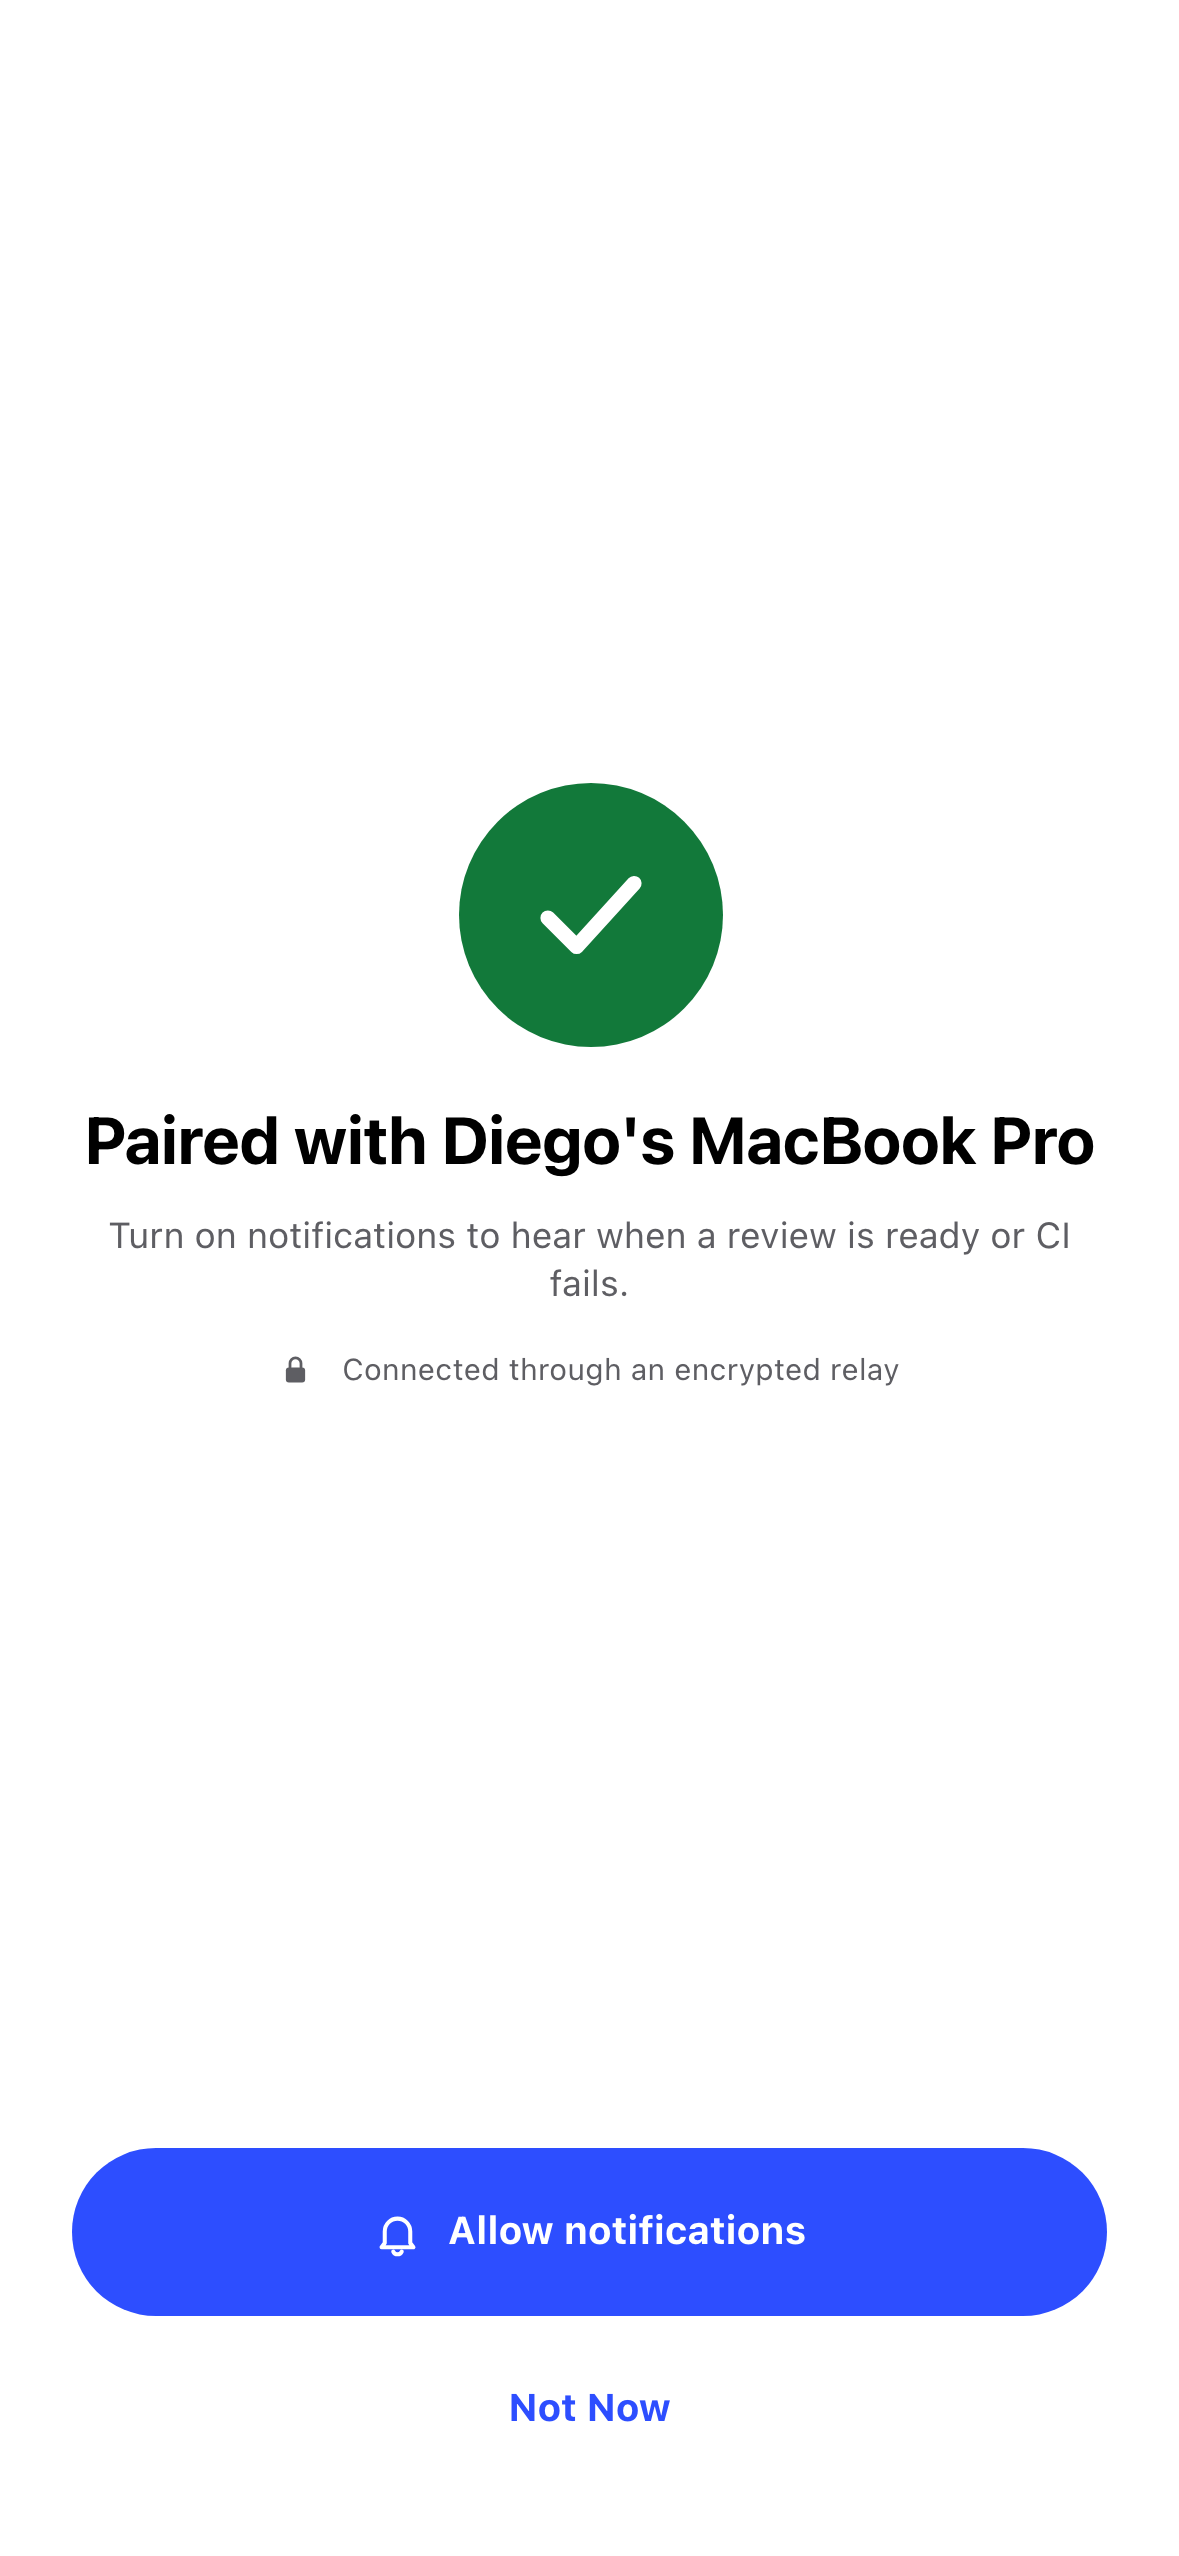 Paired with Diego's MacBook Pro
Turn on notifications to hear when a review is ready or CI
fails.
Connected through an encrypted relay
Allow notifications
Not Now